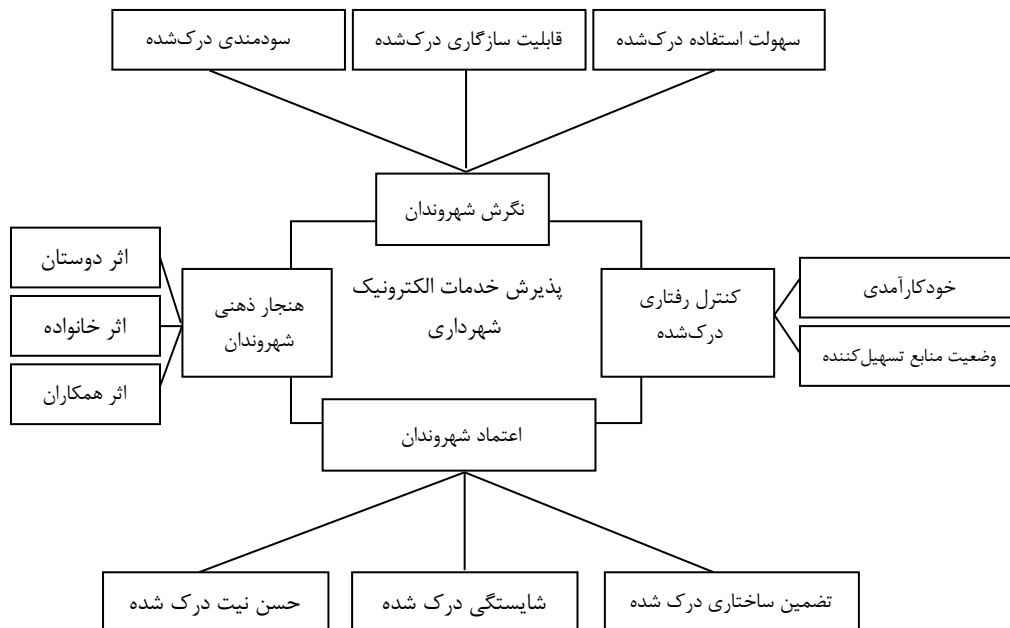 سهولت استفاده درک‌شده
قابلیت سازگاری درک‌شده
سودمندی درک‌شده
نگرش شهروندان
پذیرش خدمات الکترونیک
شهرداری
خودکارآمدی
وضعیت منابع تسهیل‌کننده
کنترل رفتاری
درک‌شده
هنجار ذهنی
شهروندان
اثر دوستان
اثر خانواده
اثر همکاران
اعتماد شهروندان
تضمین ساختاری درک شده
شایستگی درک شده
حسن نیت درک شده